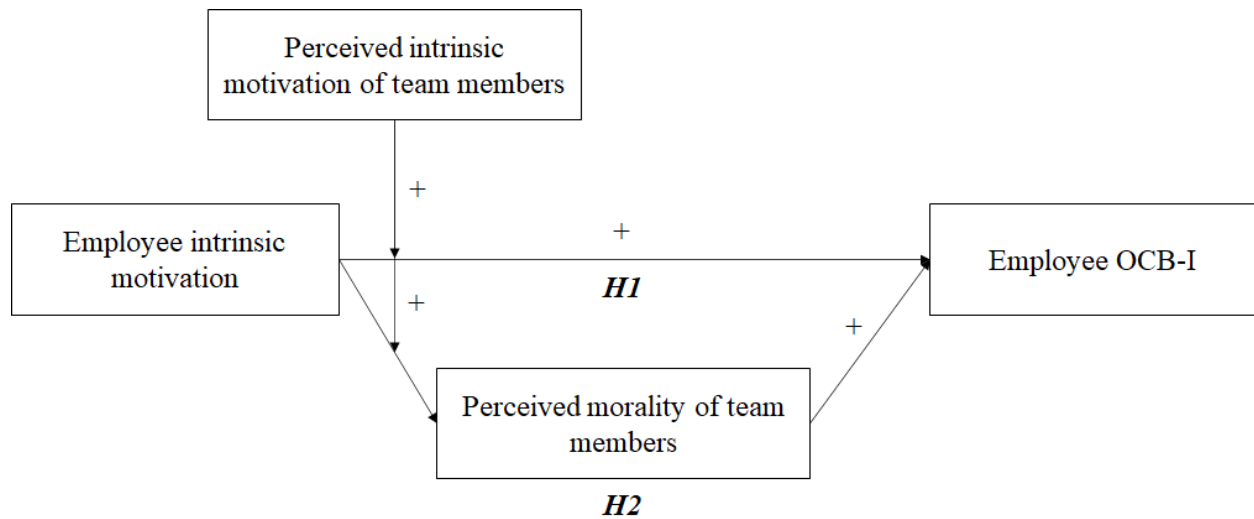 Perceived intrinsic
motivation of team members
+
Employee intrinsic
motivation
+
H1
Employee OCB-I
+
+
Perceived morality of team
members
H2